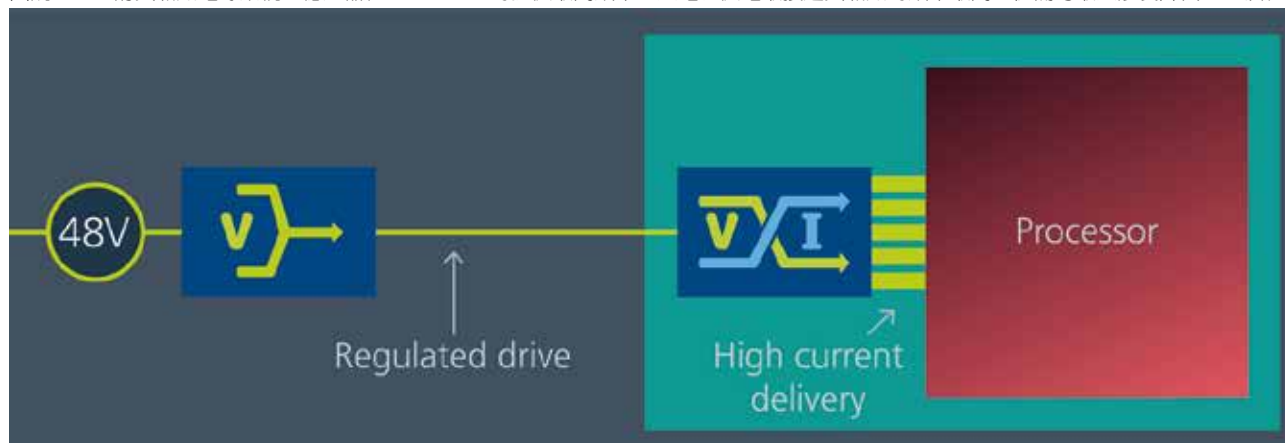 48V
V
V I
Processor
Regulated drive
High current
delivery